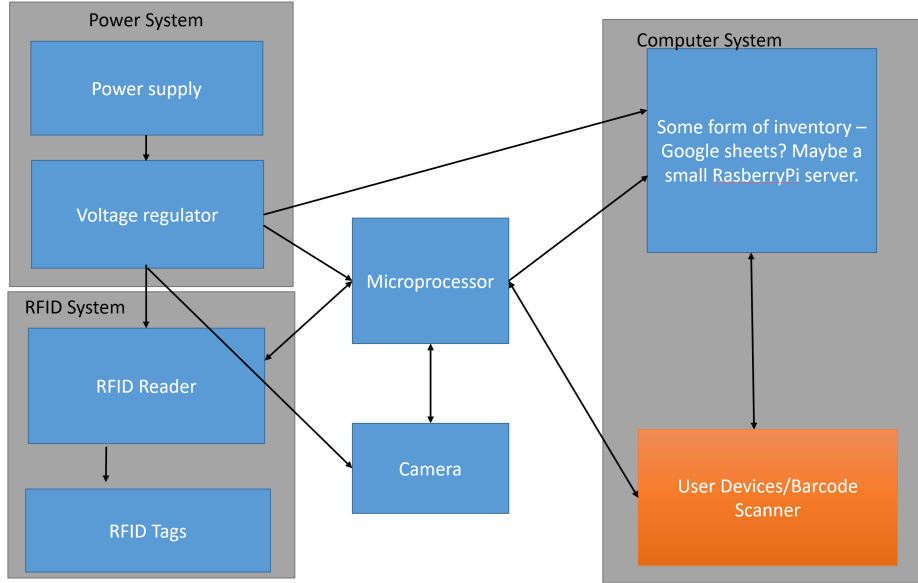 Power System
Power supply
Voltage regulator
RFID System
RFID Reader
RFID Tags
Microprocessor
Camera
Computer System
Some form of inventory –
Google sheets? Maybe a
small RasberryPi server.
User Devices/Barcode
Scanner